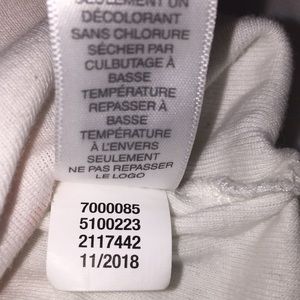 SEULEMENT UN
DÉCOLORANT
SANS CHLORURE
SÉCHER PAR
CULBUTAGE À
BASSE
TEMPÉRATURE
REPASSER À
BASSE
TEMPÉRATURE
À L'ENVERS
SEULEMENT
NE PAS REPASSER
LE LOGO
7000085
5100223
2117442
11/2018